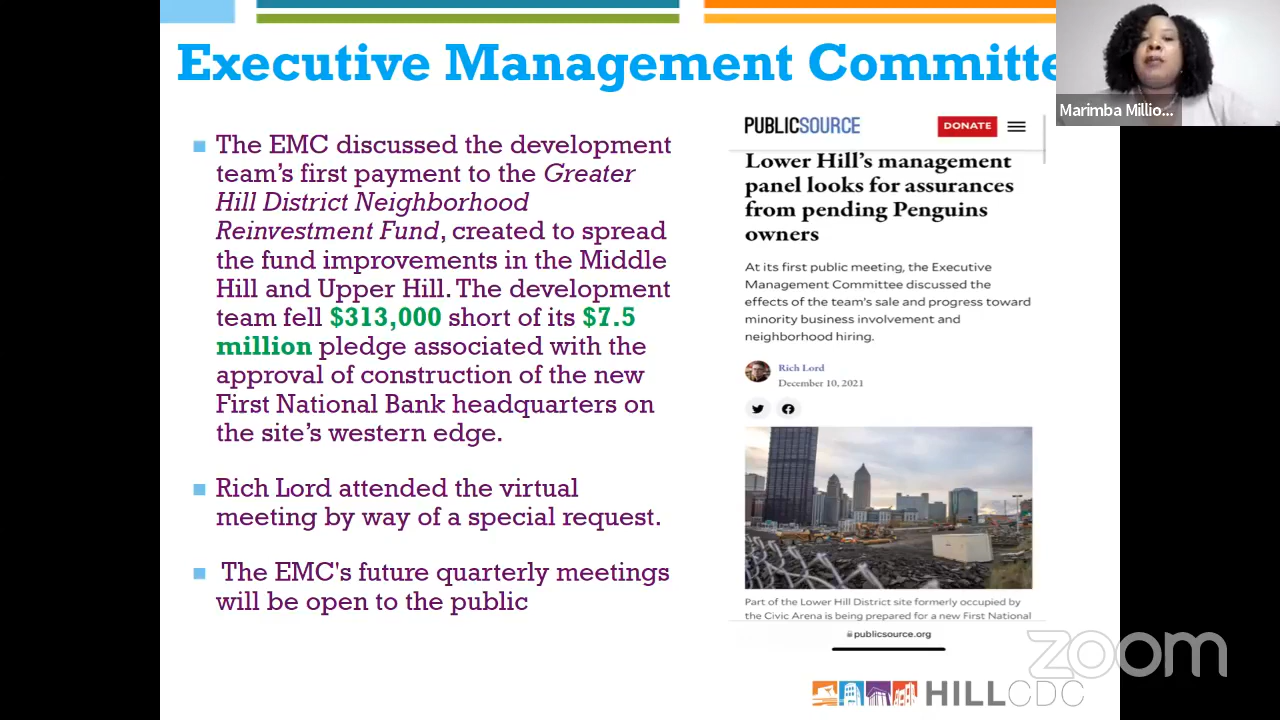 Executive Management Committe
Marimba Millio...
The EMC discussed the development
team's first payment to the Greater
Hill District Neighborhood
Reinvestment Fund, created to spread
the fund improvements in the Middle
Hill and Upper Hill. The development
team fell $313,000 short of its $7.5
million pledge associated with the
approval of construction of the new
First National Bank headquarters on
the site's western edge.
Rich Lord attended the virtual
meeting by way of a special request.
The EMC's future quarterly meetings
will be open to the public
PUBLICSOURCE
DONATE
Lower Hill's management
panel looks for assurances
from pending Penguins
owners
At its first public meeting, the Executive
Management Committee discussed the
effects of the team's sale and progress toward
minority business involvement and
neighborhood hiring.
Rich Lord
December 10, 2021
Part of the Lower Hill District site formerly occupied by
the Civic Arena is being prepared for a new First National
publicsource.org
zoom
HILLCDC